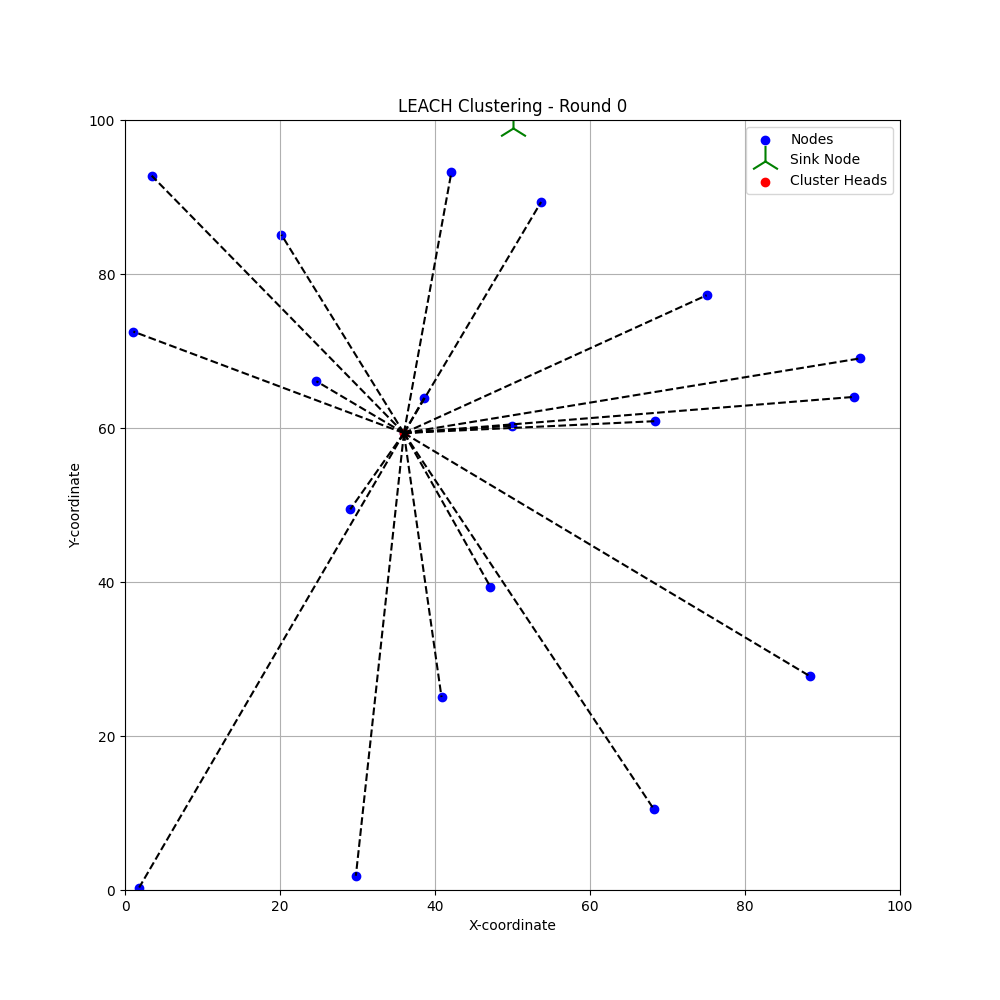 LEACH Clustering - Round 0
100
80
60
40
20
0
0 20 40 60 80 100
Y-coordinate
X-coordinate
Nodes
Sink Node
Cluster Heads